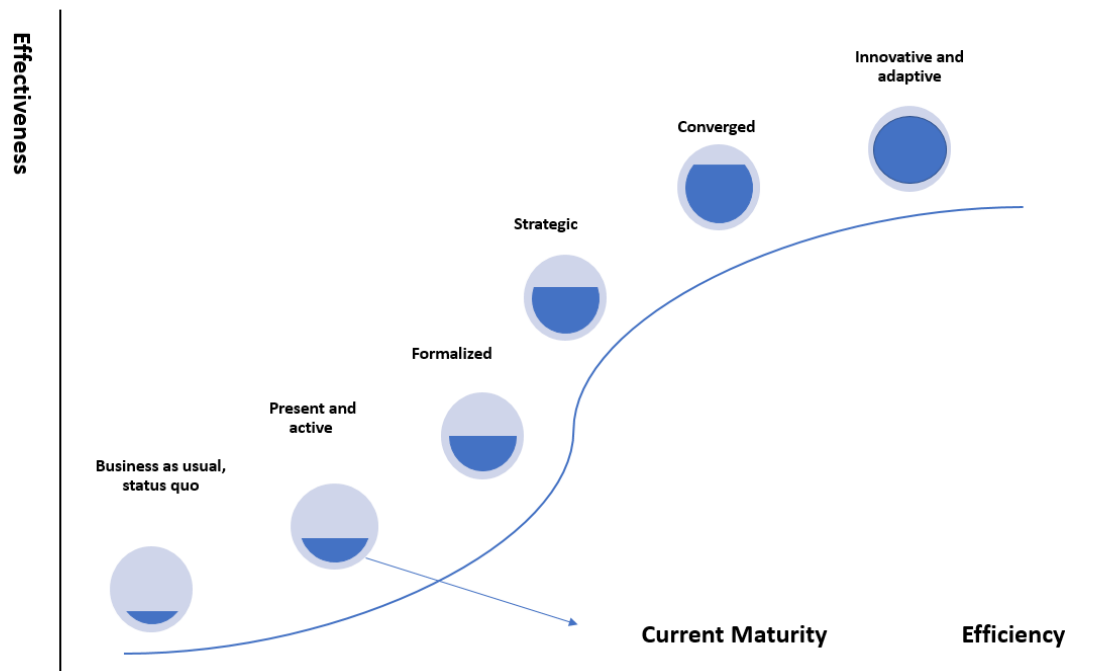 Effectiveness
Innovative and
adaptive
Converged
Strategic
Formalized
Present and
active
Business as usual,
status quo
Current Maturity
Efficiency